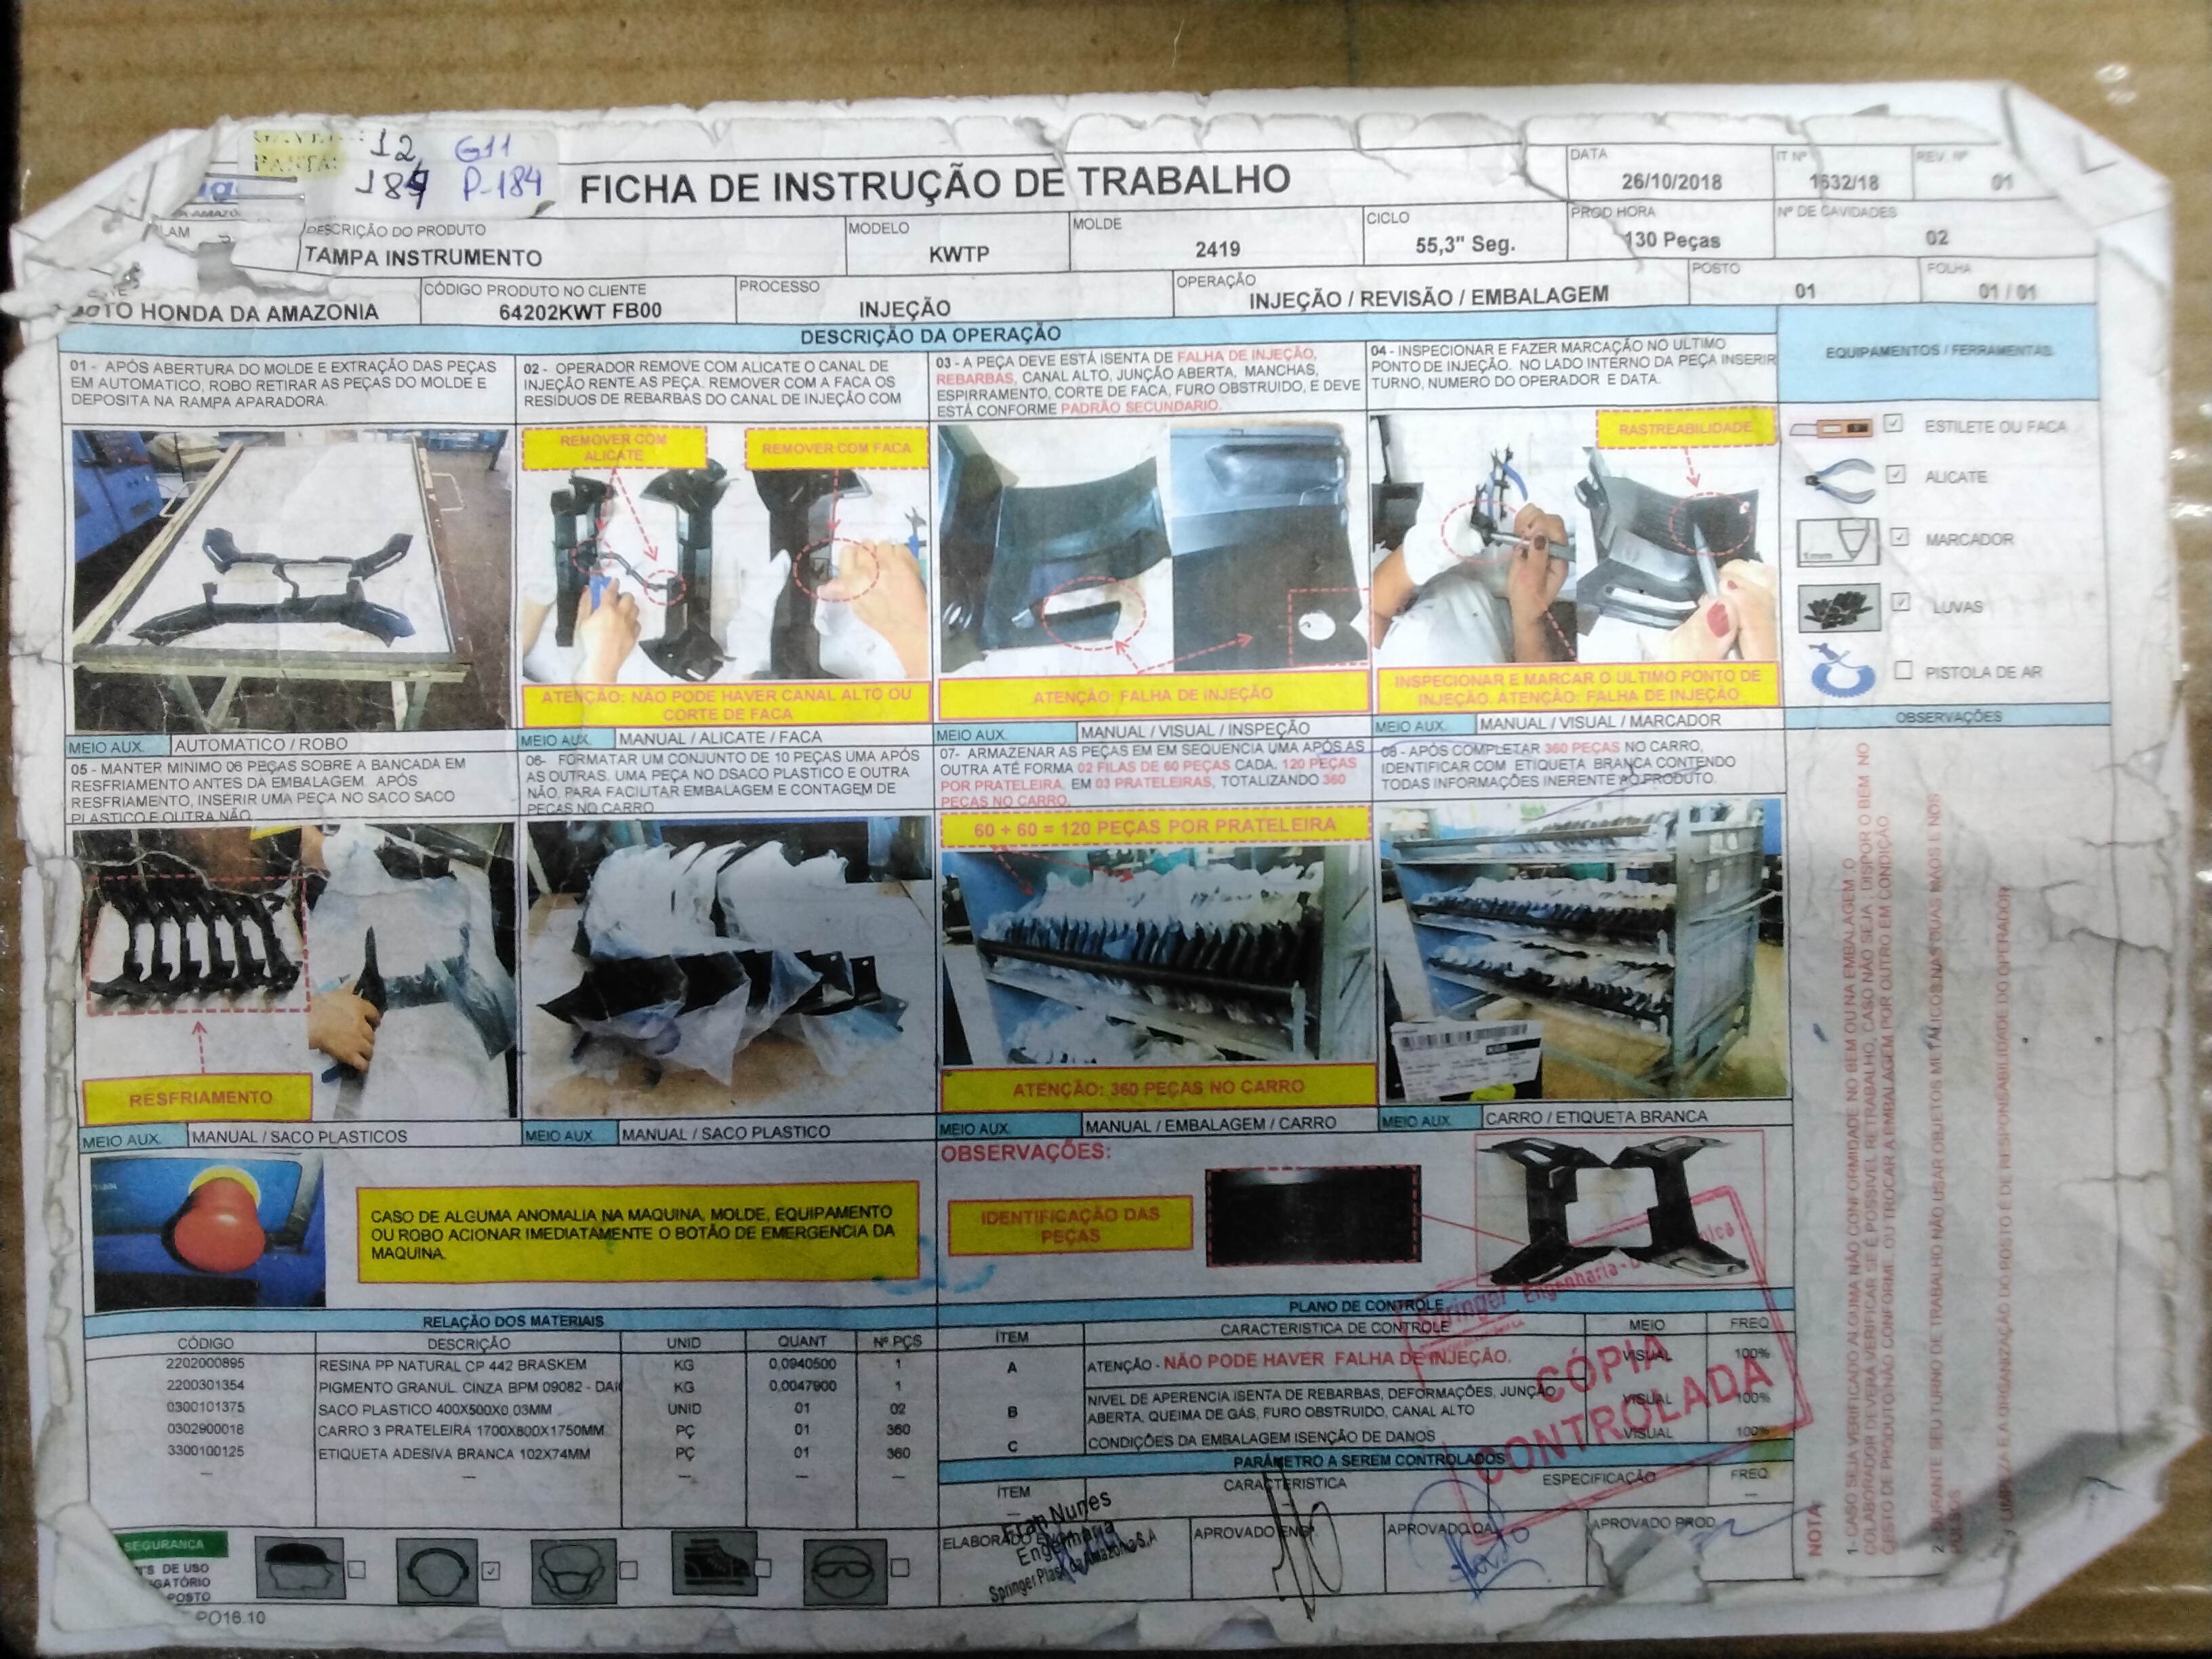 FICHA DE INSTRUÇÃO DE TRABALHO
DATA
26/10/2018
IT Nº
1632/18
REV. Nº
01
12 G11
J 89 P-184
DESCRIÇÃO DO PRODUTO
TAMPA INSTRUMENTO
MODELO
KWTP
MOLDE
2419
CICLO
55,3" Seg.
PROD HORA
130 Peças
Nº DE CAVIDADES
02
MOTO HONDA DA AMAZONIA
CÓDIGO PRODUTO NO CLIENTE
64202KWT FB00
PROCESSO
INJEÇÃO
OPERAÇÃO
INJEÇÃO / REVISÃO / EMBALAGEM
POSTO
01
FOLHA
01 / 01
DESCRIÇÃO DA OPERAÇÃO
01 - APÓS ABERTURA DO MOLDE E EXTRAÇÃO DAS PEÇAS
EM AUTOMATICO, ROBO RETIRAR AS PEÇAS DO MOLDE E
DEPOSITA NA RAMPA APARADORA.
MEIO AUX.
AUTOMATICO / ROBO
02 - OPERADOR REMOVE COM ALICATE O CANAL DE
INJEÇÃO RENTE AS PEÇA, REMOVER COM A FACA OS
RESIDUOS DE REBARBAS DO CANAL DE INJEÇÃO COM
REMOVER COM
ALICATE
REMOVER COM FACA
ATENÇÃO: NÃO PODE HAVER CANAL ALTO OU
CORTE DE FACA
MEIO AUX.
MANUAL / ALICATE / FACA
03 - A PEÇA DEVE ESTÁ ISENTA DE FALHA DE INJEÇÃO,
REBARBAS, CANAL ALTO, JUNÇÃO ABERTA, MANCHAS,
ESPIRRAMENTO, CORTE DE FACA, FURO OBSTRUIDO, E DEVE
ESTÁ CONFORME PADRÃO SECUNDARIO.
ATENÇÃO: FALHA DE INJEÇÃO
MEIO AUX.
MANUAL / VISUAL / INSPEÇÃO
04 - INSPECIONAR E FAZER MARCAÇÃO NO ULTIMO
PONTO DE INJEÇÃO, NO LADO INTERNO DA PEÇA INSERIR
TURNO, NUMERO DO OPERADOR E DATA.
RASTREABILIDADE
INSPECIONAR E MARCAR O ULTIMO PONTO DE
INJEÇÃO. ATENÇÃO: FALHA DE INJEÇÃO
MEIO AUX.
MANUAL / VISUAL / MARCADOR
EQUIPAMENTOS / FERRAMENTAS
ESTILETE OU FACA
ALICATE
MARCADOR
LUVAS
PISTOLA DE AR
OBSERVAÇÕES
05 - MANTER MINIMO 06 PEÇAS SOBRE A BANCADA EM
RESFRIAMENTO ANTES DA EMBALAGEM, APÓS
RESFRIAMENTO, INSERIR UMA PEÇA NO SACO SACO
PLASTICO E OUTRA NÃO.
RESFRIAMENTO
MEIO AUX.
MANUAL / SACO PLASTICOS
06- FORMATAR UM CONJUNTO DE 10 PEÇAS UMA APÓS
AS OUTRAS, UMA PEÇA NO DSACO PLASTICO E OUTRA
NÃO, PARA FACILITAR EMBALAGEM E CONTAGEM DE
PEÇAS NO CARRO
MEIO AUX.
MANUAL / SACO PLASTICO
07- ARMAZENAR AS PEÇAS EM SEQUENCIA UMA APÓS AS
OUTRA ATÉ FORMA 02 FILAS DE 60 PEÇAS CADA, 120 PEÇAS
POR PRATELEIRA, EM 03 PRATELEIRAS, TOTALIZANDO 360
PEÇAS NO CARRO.
60 + 60 = 120 PEÇAS POR PRATELEIRA
ATENÇÃO: 360 PEÇAS NO CARRO
MEIO AUX.
MANUAL / EMBALAGEM / CARRO
08 - APÓS COMPLETAR 360 PEÇAS NO CARRO,
IDENTIFICAR COM ETIQUETA BRANCA CONTENDO
TODAS INFORMAÇÕES INERENTE AO PRODUTO.
MEIO AUX.
CARRO / ETIQUETA BRANCA
CASO DE ALGUMA ANOMALIA NA MAQUINA, MOLDE, EQUIPAMENTO
OU ROBO ACIONAR IMEDIATAMENTE O BOTÃO DE EMERGENCIA DA
MAQUINA.
OBSERVAÇÕES:
IDENTIFICAÇÃO DAS
PEÇAS
RELAÇÃO DOS MATERIAIS
CÓDIGO DESCRIÇÃO UNID QUANT Nº PÇS
2202000895 RESINA PP NATURAL CP 442 BRASKEM KG 0,0940500 1
2200301354 PIGMENTO GRANUL. CINZA BPM 09082 - KG 0,0047900 1
0300101375 SACO PLASTICO 400X500X0 03MM UNID 01 02
0902900016 CARRO 3 PRATELEIRA 1700X800X1750MM PÇ 01 360
3300100125 ETIQUETA ADESIVA BRANCA 102X74MM PÇ 01 360
PLANO DE CONTROLE
ITEM CARACTERISTICA DE CONTROLE MEIO FREQ
A ATENÇÃO - NÃO PODE HAVER FALHA DE INJEÇÃO, VISUAL 100%
B NIVEL DE APERENCIA ISENTA DE REBARBAS, DEFORMAÇÕES, JUNÇÃO
ABERTA, QUEIMA DE GÁS, FURO OBSTRUIDO, CANAL ALTO VISUAL 100%
C CONDIÇÕES DA EMBALAGEM ISENÇÃO DE DANOS VISUAL 100%
PARÂMETRO A SEREM CONTROLADOS
ITEM CARACTERISTICA ESPECIFICAÇÃO FREQ
CÓPIA
CONTROLADA
SEGURANCA
DE USO
POSTO
Nunes
Engenharia
APROVADO ENG.
APROVADO PROD
NOTA:
1- CASO SEJA VERIFICADO ALGUMA NÃO CONFORMIDADE NO BEM OU NA EMBALAGEM ,O
COLABORADOR DEVERÁ VERIFICAR SE É POSSIVEL RETRABALHO, CASO NÃO SEJA ; DISPOR O BEM NO
CESTO DE PRODUTO NÃO CONFORME, OU TROCAR A EMBALAGEM POR OUTRO EM CONDIÇÃO.
2 - DURANTE SEU TURNO DE TRABALHO NÃO USAR OBJETOS METÁLICOS NAS DUAS MÃOS E NOS
PULSOS.
LIMPEZA E A ORGANIZAÇÃO DO POSTO É DE RESPONSABILIDADE DO OPERADOR